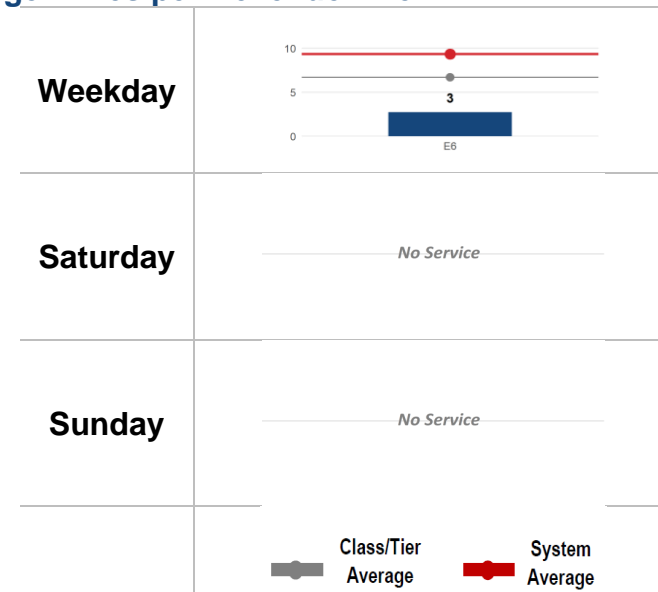 Weekday
10
5
0
3
E6
Saturday
No Service
Sunday
No Service
Class/Tier
Average
System
Average